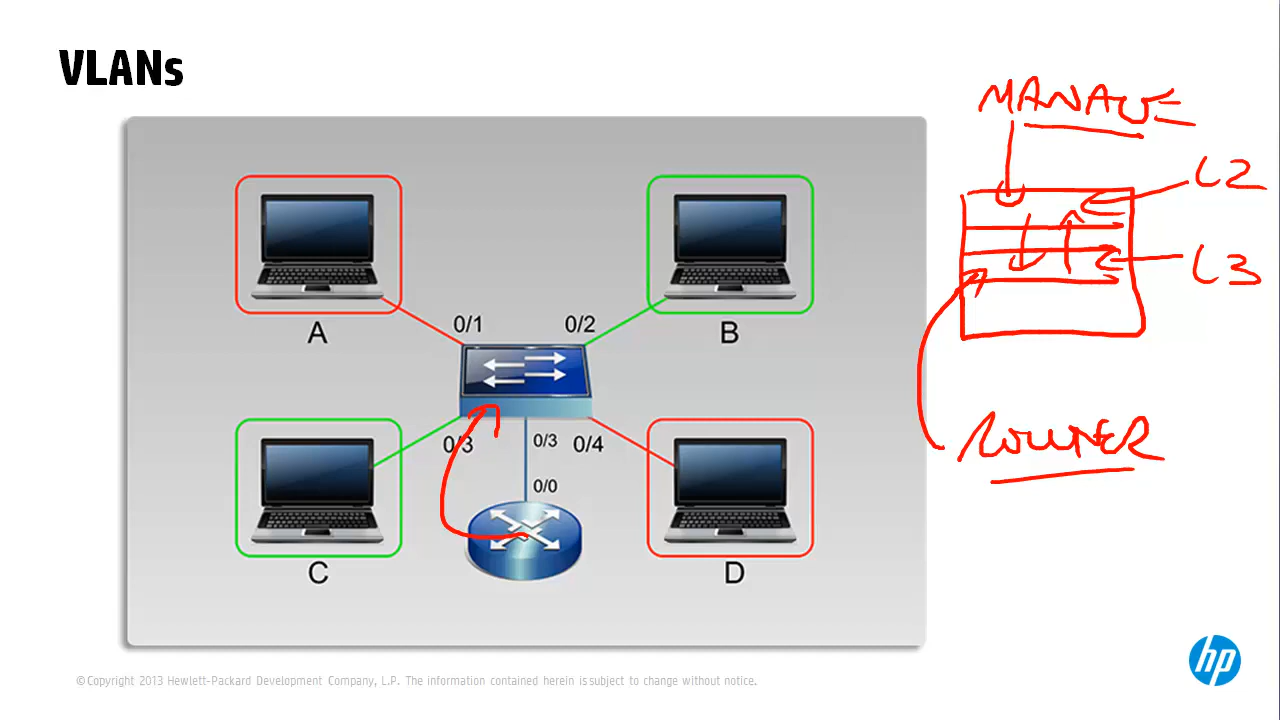 VLANs
MANAGE
L2
0/1
0/2
A
B
L3
0/3
0/3
0/4
0/0
ROUTER
C
D
hp
©Copyright 2013 Hewlett-Packard Development Company, L.P. The information contained herein is subject to change without notice.